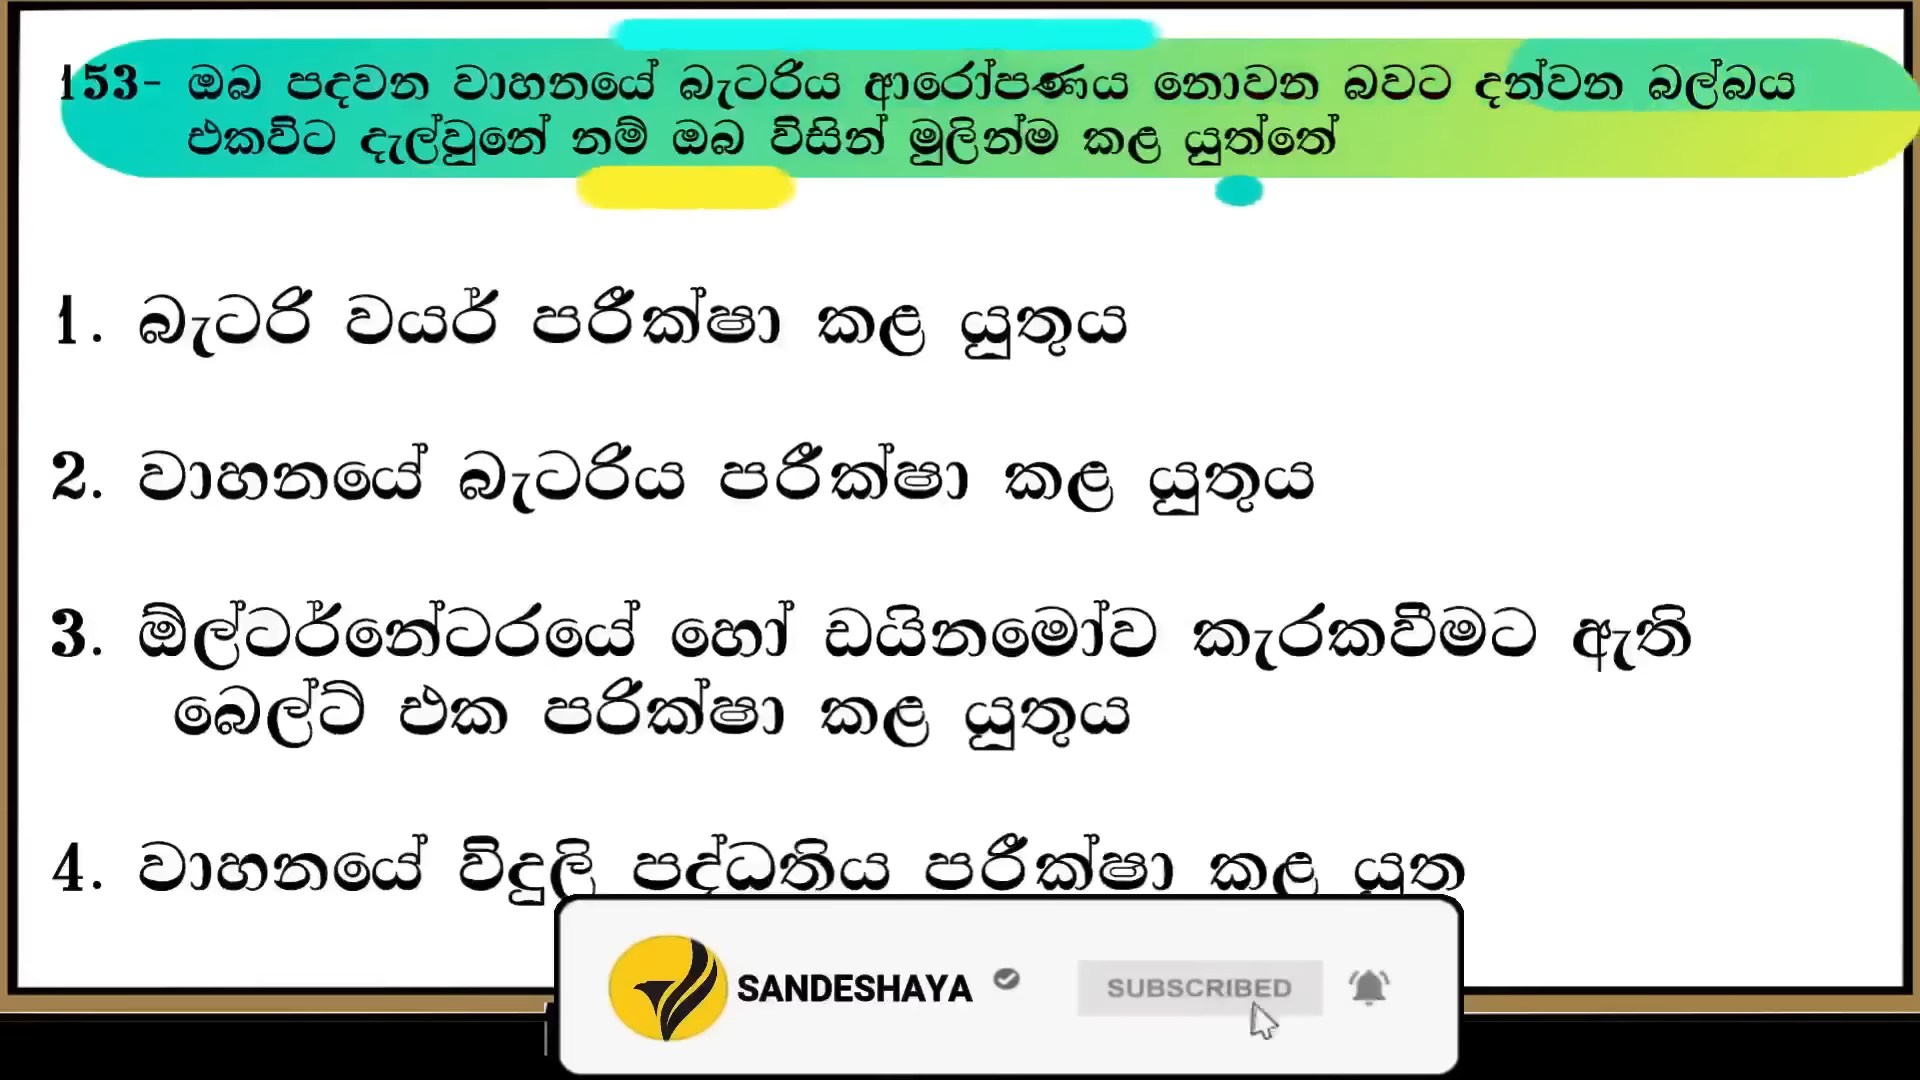 153- ඔබ පදවන වාහනයේ බැටරිය ආරෝපණය නොවන බවට දන්වන බල්බය
එකවිට දැල්වුනේ නම් ඔබ විසින් මුලින්ම කළ යුත්තේ
1. බැටරි වයර් පරීක්ෂා කළ යුතුය
2. වාහනයේ බැටරිය පරීක්ෂා කළ යුතුය
3. ඕල්ටර්නේටරයේ හෝ ඩයිනමෝව කැරකවීමට ඇති
බෙල්ට් එක පරික්ෂා කළ යුතුය
4. වාහනයේ විදුලි පද්ධතිය පරීක්ෂා කළ
SANDESHAYA
SUBSCRIBED